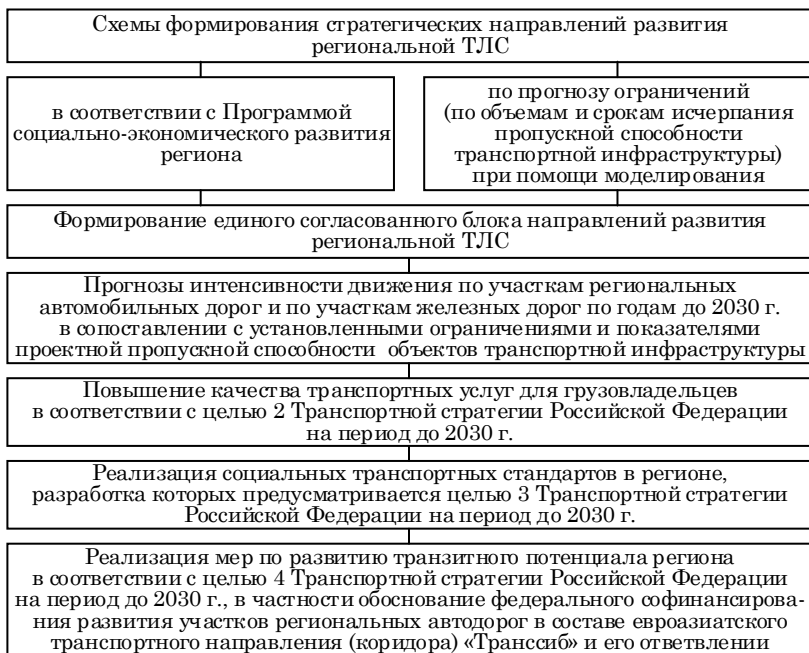 Схемы формирования стратегических направлений развития
региональной ТЛС
в соответствии с Программой
социально-экономического развития
региона
по прогнозу ограничений
(по объемам и срокам исчерпания
пропускной способности
транспортной инфраструктуры)
при помощи моделирования
Формирование единого согласованного блока направлений развития
региональной ТЛС
Прогнозы интенсивности движения по участкам региональных
автомобильных дорог и по участкам железных дорог по годам до 2030 г.
в сопоставлении с установленными ограничениями и показателями
проектной пропускной способности объектов транспортной инфраструктуры
Повышение качества транспортных услуг для грузовладельцев
в соответствии с целью 2 Транспортной стратегии Российской Федерации
на период до 2030 г.
Реализация социальных транспортных стандартов в регионе,
разработка которых предусматривается целью 3 Транспортной стратегии
Российской Федерации на период до 2030 г.
Реализация мер по развитию транзитного потенциала региона
в соответствии с целью 4 Транспортной стратегии Российской Федерации
на период до 2030 г., в частности обоснование федерального софинансирова-
ния развития участков региональных автодорог в составе евроазиатского
транспортного направления (коридора) «Транссиб» и его ответвлении